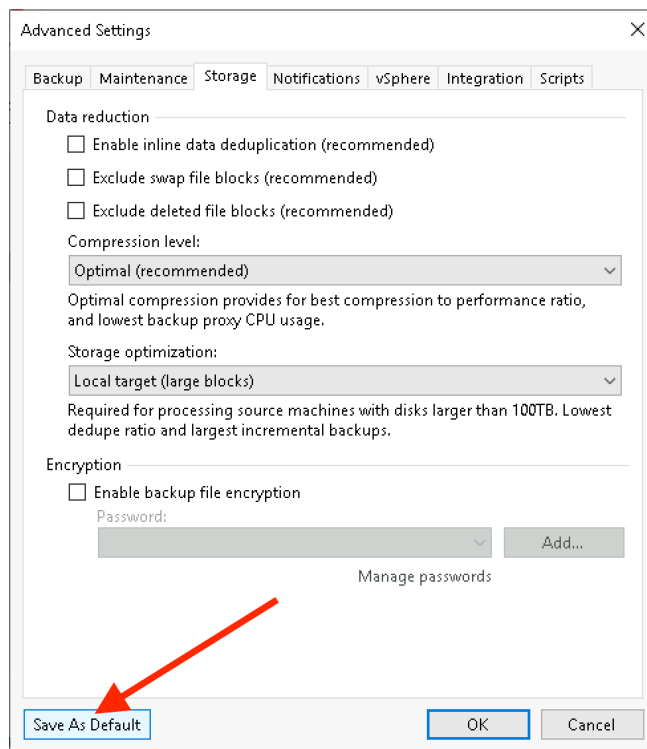 Advanced Settings
Backup Maintenance Storage Notifications vSphere Integration Scripts
Data reduction
Enable inline data deduplication (recommended)
Exclude swap file blocks (recommended)
Exclude deleted file blocks (recommended)
Compression level:
Optimal (recommended)
Optimal compression provides for best compression to performance ratio,
and lowest backup proxy CPU usage.
Storage optimization:
Local target (large blocks)
Required for processing source machines with disks larger than 100TB. Lowest
dedupe ratio and largest incremental backups.
Encryption
Enable backup file encryption
Password:
Add...
Manage passwords
Save As Default OK Cancel